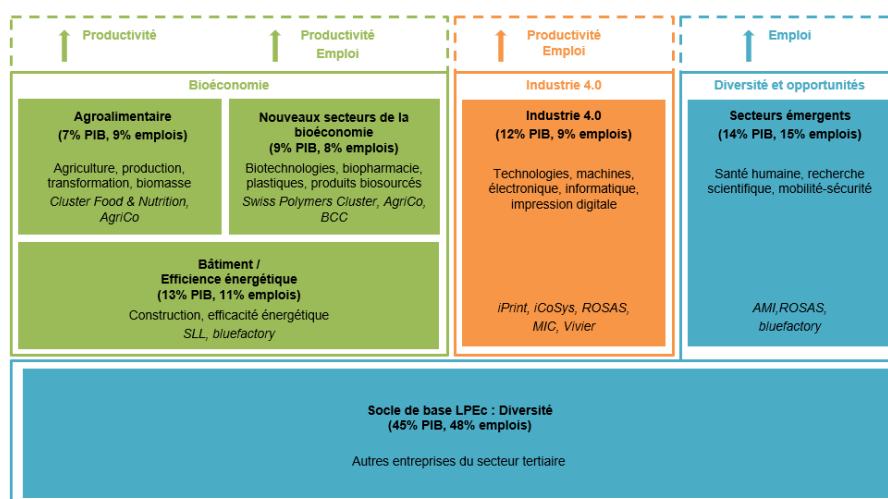 Productivité
Productivité
Emploi
Productivité
Emploi
Emploi
Bioéconomie
Industrie 4.0
Diversité et opportunités
Agroalimentaire
(7% PIB, 9% emplois)
Agriculture, production,
transformation, biomasse
Cluster Food & Nutrition,
AgriCo
Nouveaux secteurs de la
bioéconomie
(9% PIB, 8% emplois)
Biotechnologies, biopharmacie,
plastiques, produits biosourcés
Swiss Polymers Cluster, AgriCo,
BCC
Industrie 4.0
(12% PIB, 9% emplois)
Technologies, machines,
électronique, informatique,
impression digitale
iPrint, iCoSys, ROSAS,
MIC, Vivier
Secteurs émergents
(14% PIB, 15% emplois)
Santé humaine, recherche
scientifique, mobilité-sécurité
AMI,ROSAS,
bluefactory
Bâtiment /
Efficience énergétique
(13% PIB, 11% emplois)
Construction, efficacité énergétique
SLL, bluefactory
Socle de base LPEc : Diversité
(45% PIB, 48% emplois)
Autres entreprises du secteur tertiaire